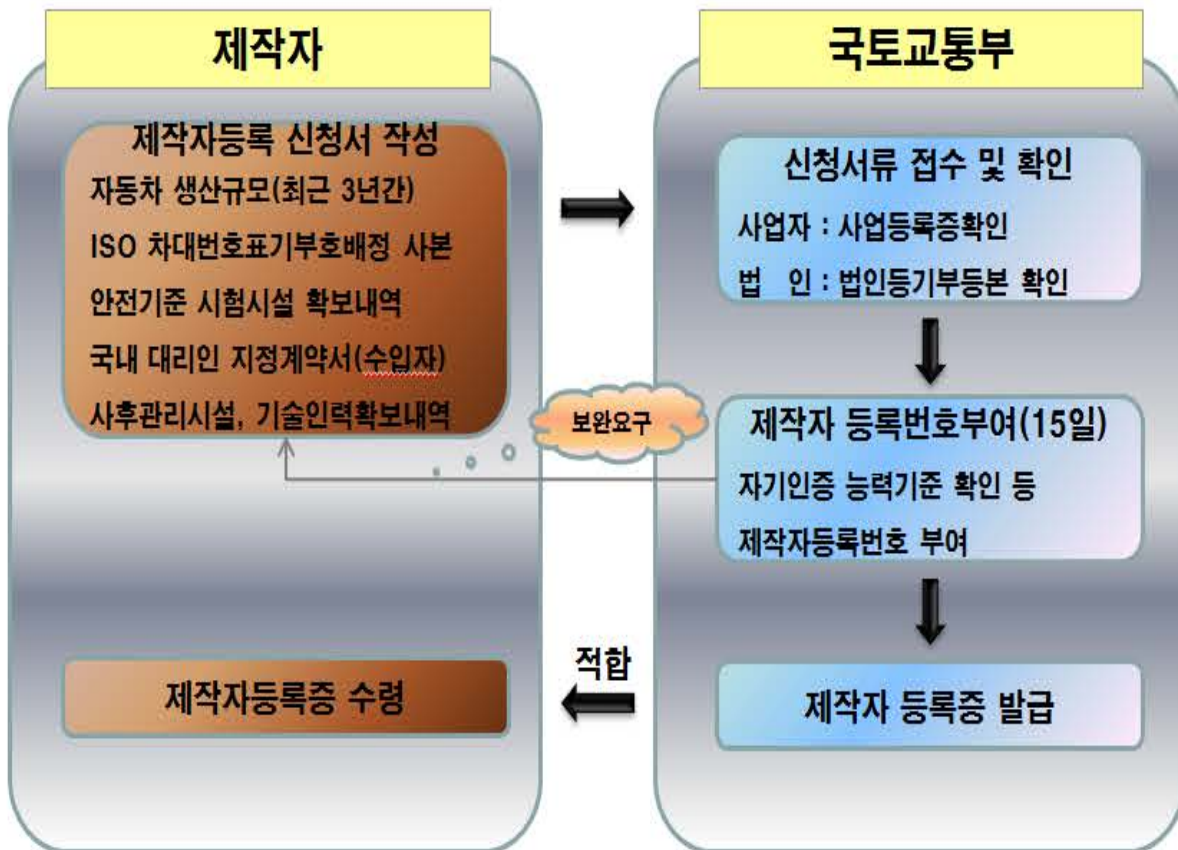 제작자
제작자등록 신청서 작성
자동차 생산규모(최근 3년간)
ISO 차대번호표기부호배정 사본
안전기준 시험시설 확보내역
국내 대리인 지정계약서(수입자)
사후관리시설, 기술인력확보내역
보완요구
제작자등록증 수령
적합
국토교통부
신청서류 접수 및 확인
사업자 : 사업등록증확인
법 인 : 법인등기부등본 확인
제작자 등록번호부여(15일)
자기인증 능력기준 확인 등
제작자등록번호 부여
제작자 등록증 발급